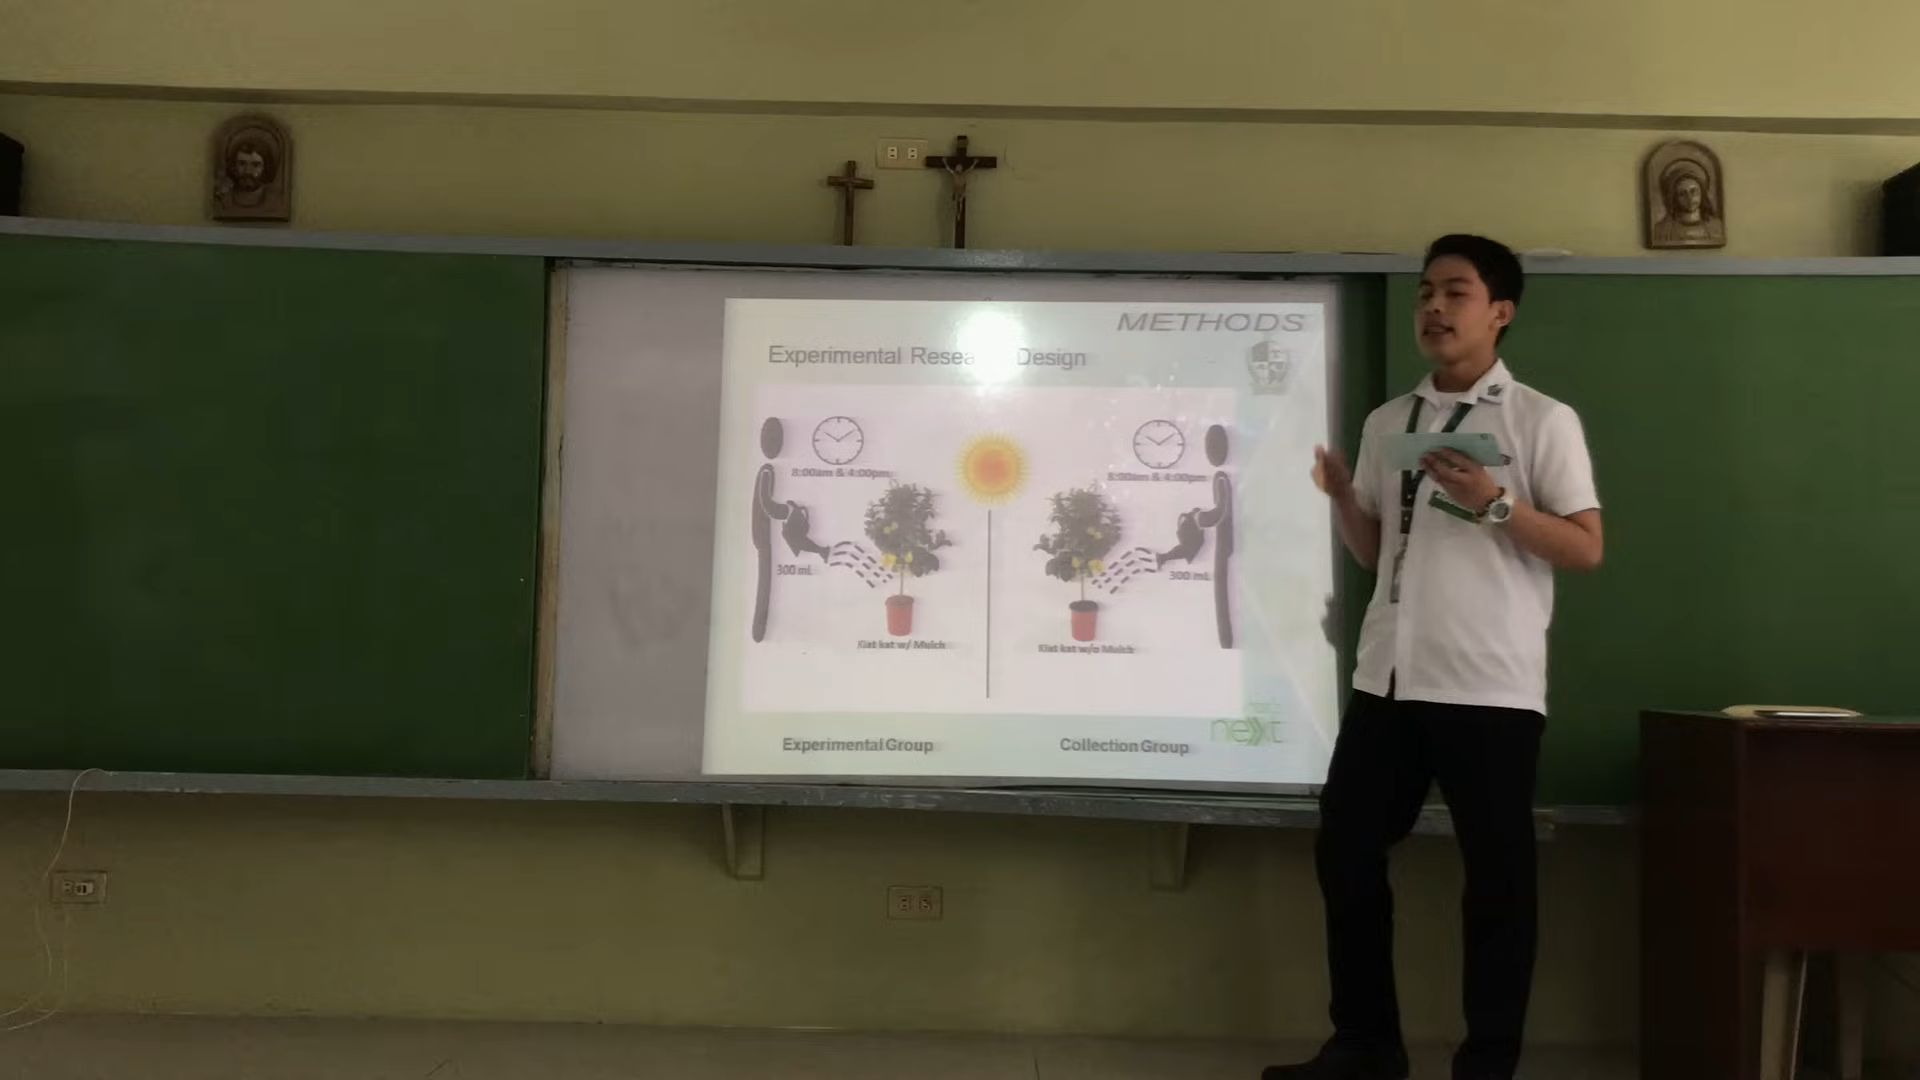 METHODS
Experimental Research Design
8:00am & 4:00pm
8:00am & 4:00pm
300 mL
300 mL
Kiat kat w/ Mulch
Kiat kat w/o Mulch
next
Experimental Group
Collection Group